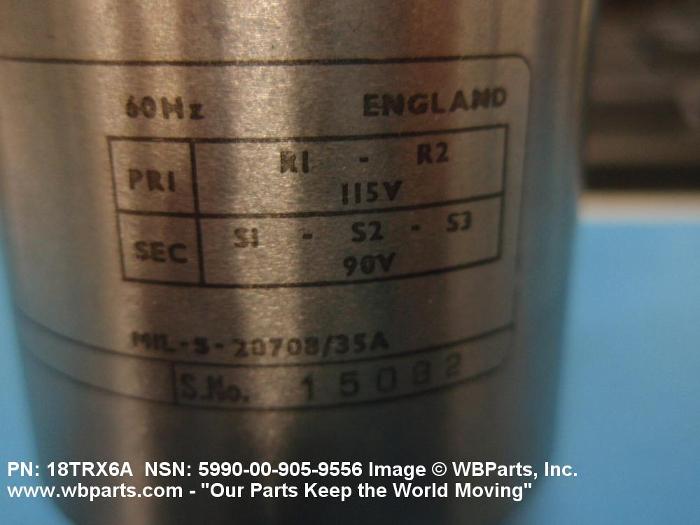 60Hz ENGLAND
PRI R1 - R2
115V
SEC S1 - S2 - S3
90V
MIL-S-20708/35A
S.No. 15082
PN: 18TRX6A NSN: 5990-00-905-9556 Image © WBParts, Inc.
www.wbparts.com - "Our Parts Keep the World Moving"